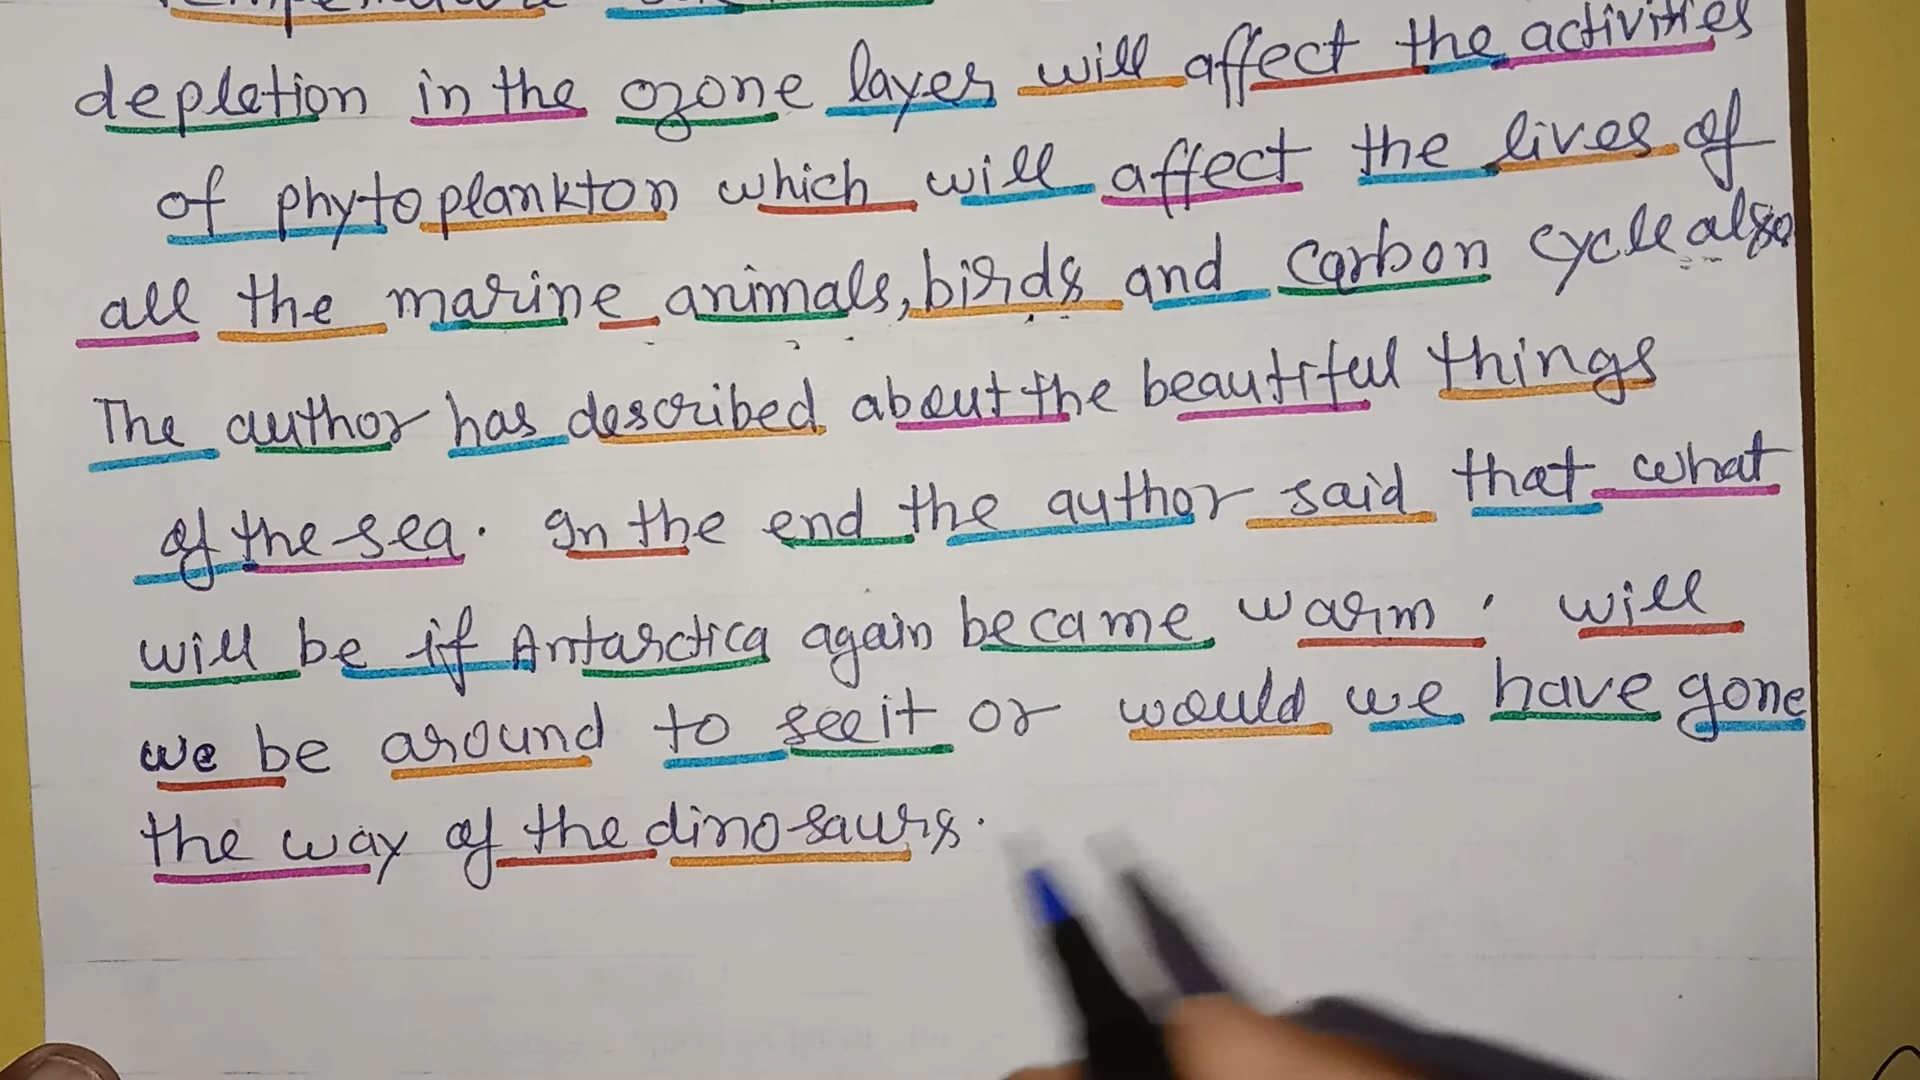 depletion in the ozone layer will affect the activities
of phytoplankton which will affect the lives of
all the marine animals, birds and carbon cycle also
The author has described about the beautiful things
of the sea. In the end the author said that what
will be if Antarctica again became warm. will
we be around to see it or would we have gone
the way of the dinosaurs.